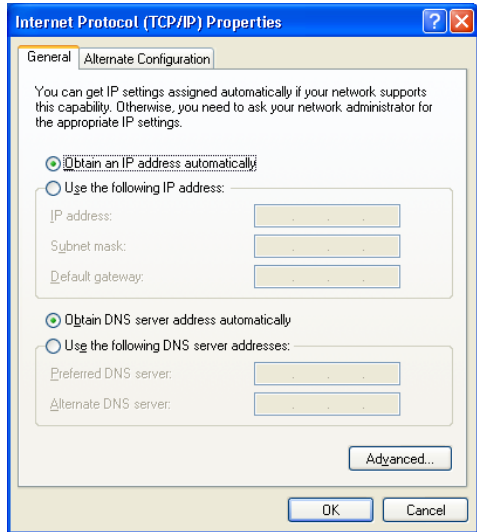 Internet Protocol (TCP/IP) Properties
General
Alternate Configuration
You can get IP settings assigned automatically if your network supports
this capability. Otherwise, you need to ask your network administrator for
the appropriate IP settings.
Obtain an IP address automatically
Use the following IP address:
IP address:
Subnet mask:
Default gateway:
Obtain DNS server address automatically
Use the following DNS server addresses:
Preferred DNS server:
Alternate DNS server:
Advanced...
OK
Cancel